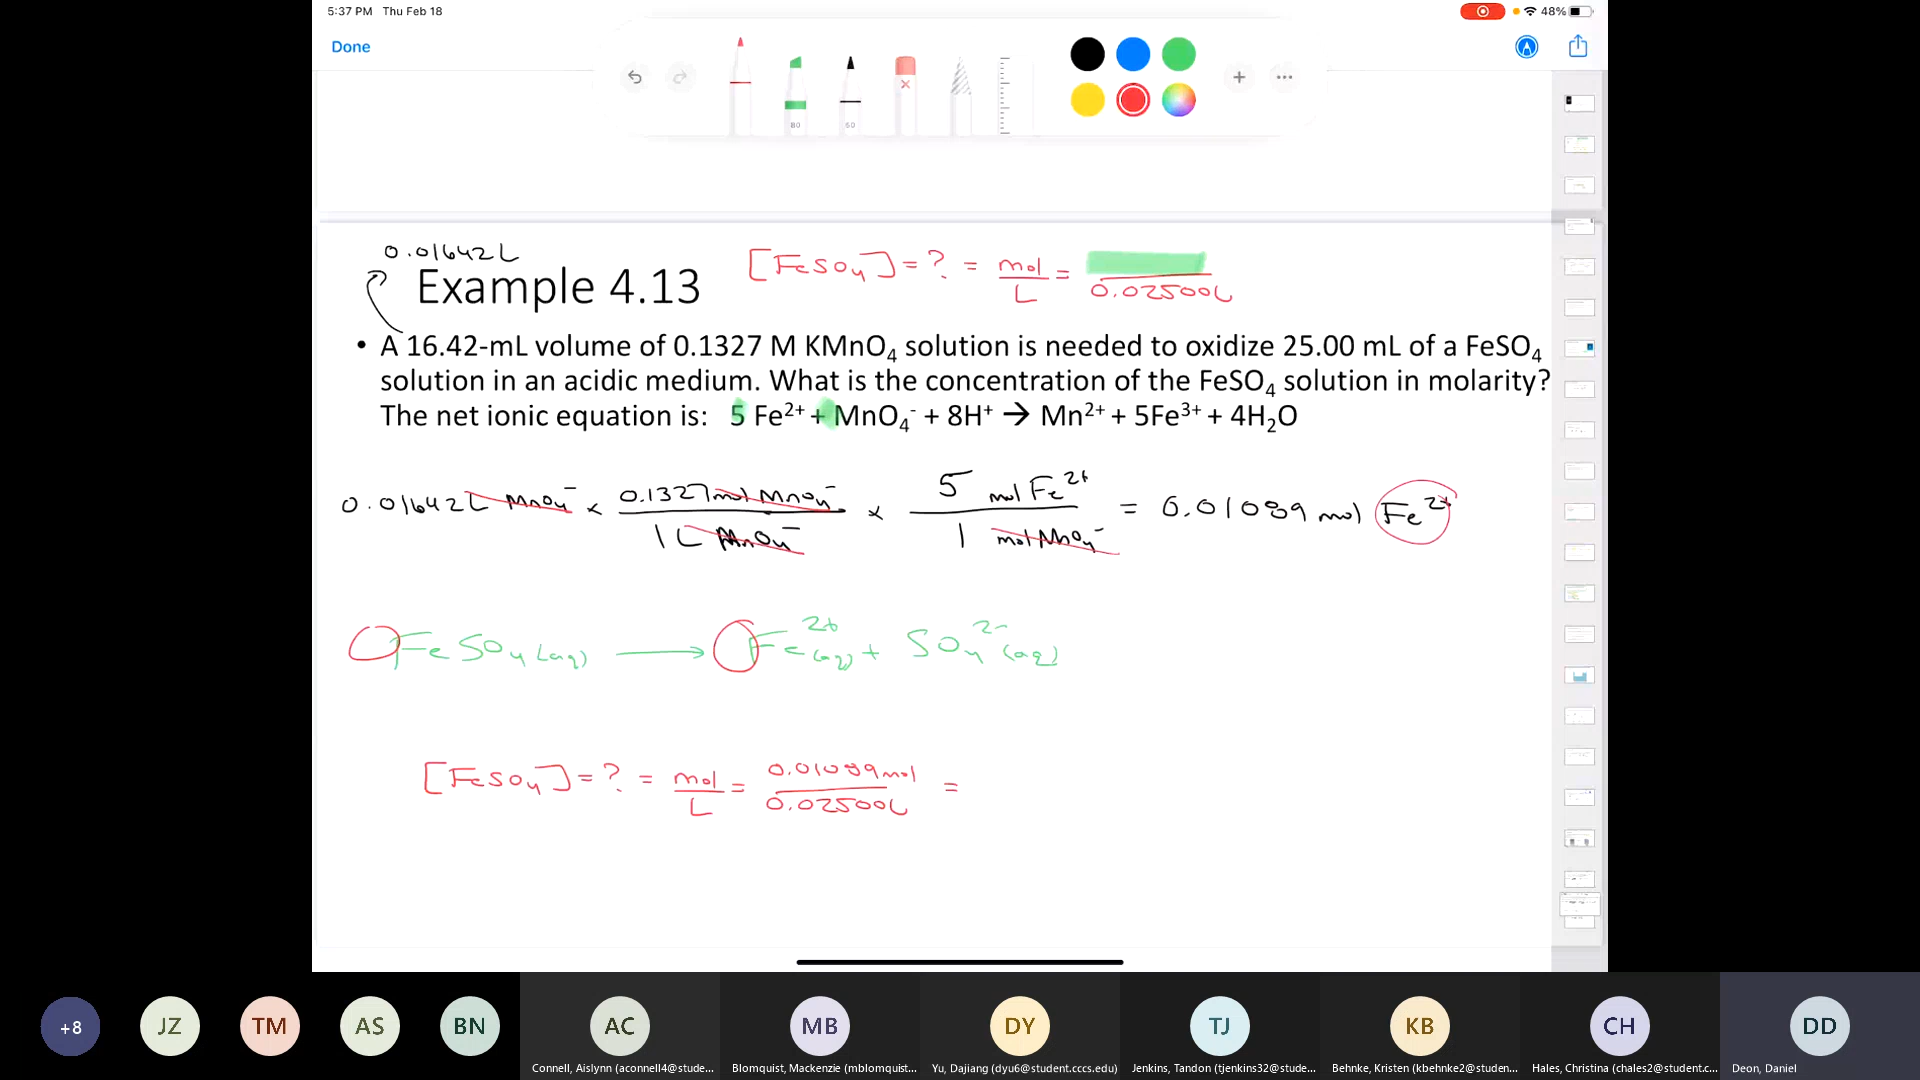 5:37 PM Thu Feb 18
48%
Done
80
50
0.01642L
[FeSO₄] = ? = mol/L = /0.02500L
Example 4.13
• A 16.42-mL volume of 0.1327 M KMnO₄ solution is needed to oxidize 25.00 mL of a FeSO₄
solution in an acidic medium. What is the concentration of the FeSO₄ solution in molarity?
The net ionic equation is: 5 Fe²⁺ + MnO₄⁻ + 8H⁺ → Mn²⁺ + 5Fe³⁺ + 4H₂O
0.01642L MnO₄⁻ × 0.1327 mol MnO₄⁻/1 L MnO₄⁻ × 5 mol Fe²⁺/1 mol MnO₄⁻ = 0.01089 mol Fe²⁺
FeSO₄(aq) → Fe²⁺(aq) + SO₄²⁻(aq)
[FeSO₄] = ? = mol/L = 0.01089 mol/0.02500L =
+8 JZ TM AS BN AC MB DY TJ KB CH DD
Connell, Aislynn (aconnell4@stude... Blomquist, Mackenzie (mblomquist... Yu, Dajiang (dyu6@student.cccs.edu) Jenkins, Tandon (tjenkins32@stude... Behnke, Kristen (kbehnke2@studen... Hales, Christina (chales2@student.c... Deon, Daniel